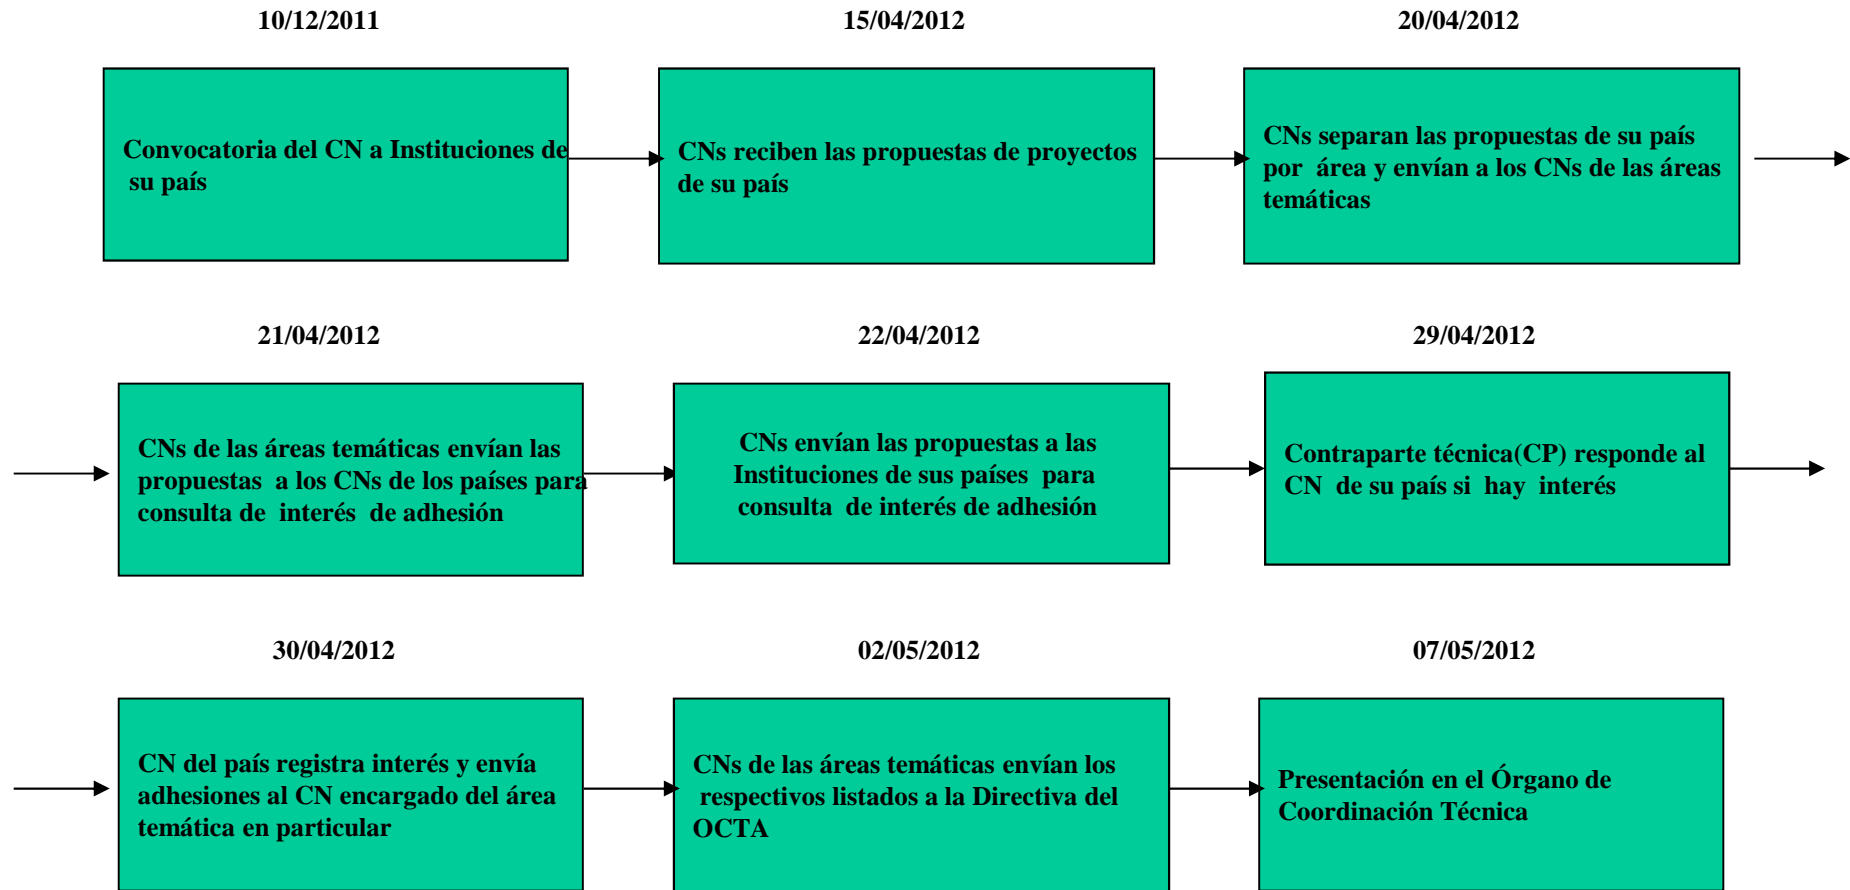 10/12/2011
15/04/2012
20/04/2012
Convocatoria del CN a Instituciones de
su país
CNs reciben las propuestas de proyectos
de su país
CNs separan las propuestas de su país
por área y envían a los CNs de las áreas
temáticas
21/04/2012
22/04/2012
29/04/2012
CNs de las áreas temáticas envían las
propuestas a los CNs de los países para
consulta de interés de adhesión
CNs envían las propuestas a las
Instituciones de sus países para
consulta de interés de adhesión
Contraparte técnica(CP) responde al
CN de su país si hay interés
30/04/2012
02/05/2012
07/05/2012
CN del país registra interés y envía
adhesiones al CN encargado del área
temática en particular
CNs de las áreas temáticas envían los
respectivos listados a la Directiva del
OCTA
Presentación en el Órgano de
Coordinación Técnica